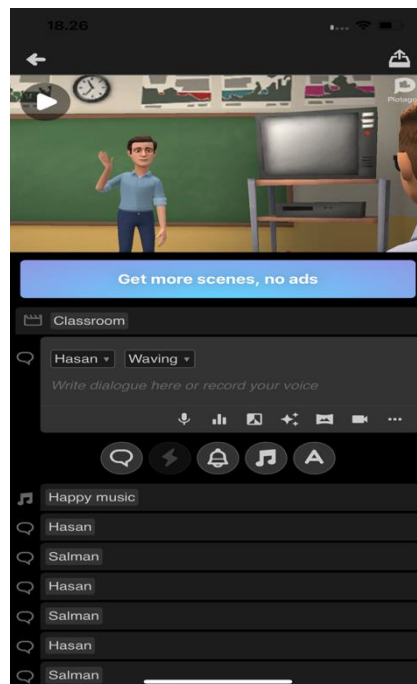 18.26
Plotagon
Get more scenes, no ads
Classroom
Hasan
Waving
Write dialogue here or record your voice
A
Happy music
Hasan
Salman
Hasan
Salman
Hasan
Salman